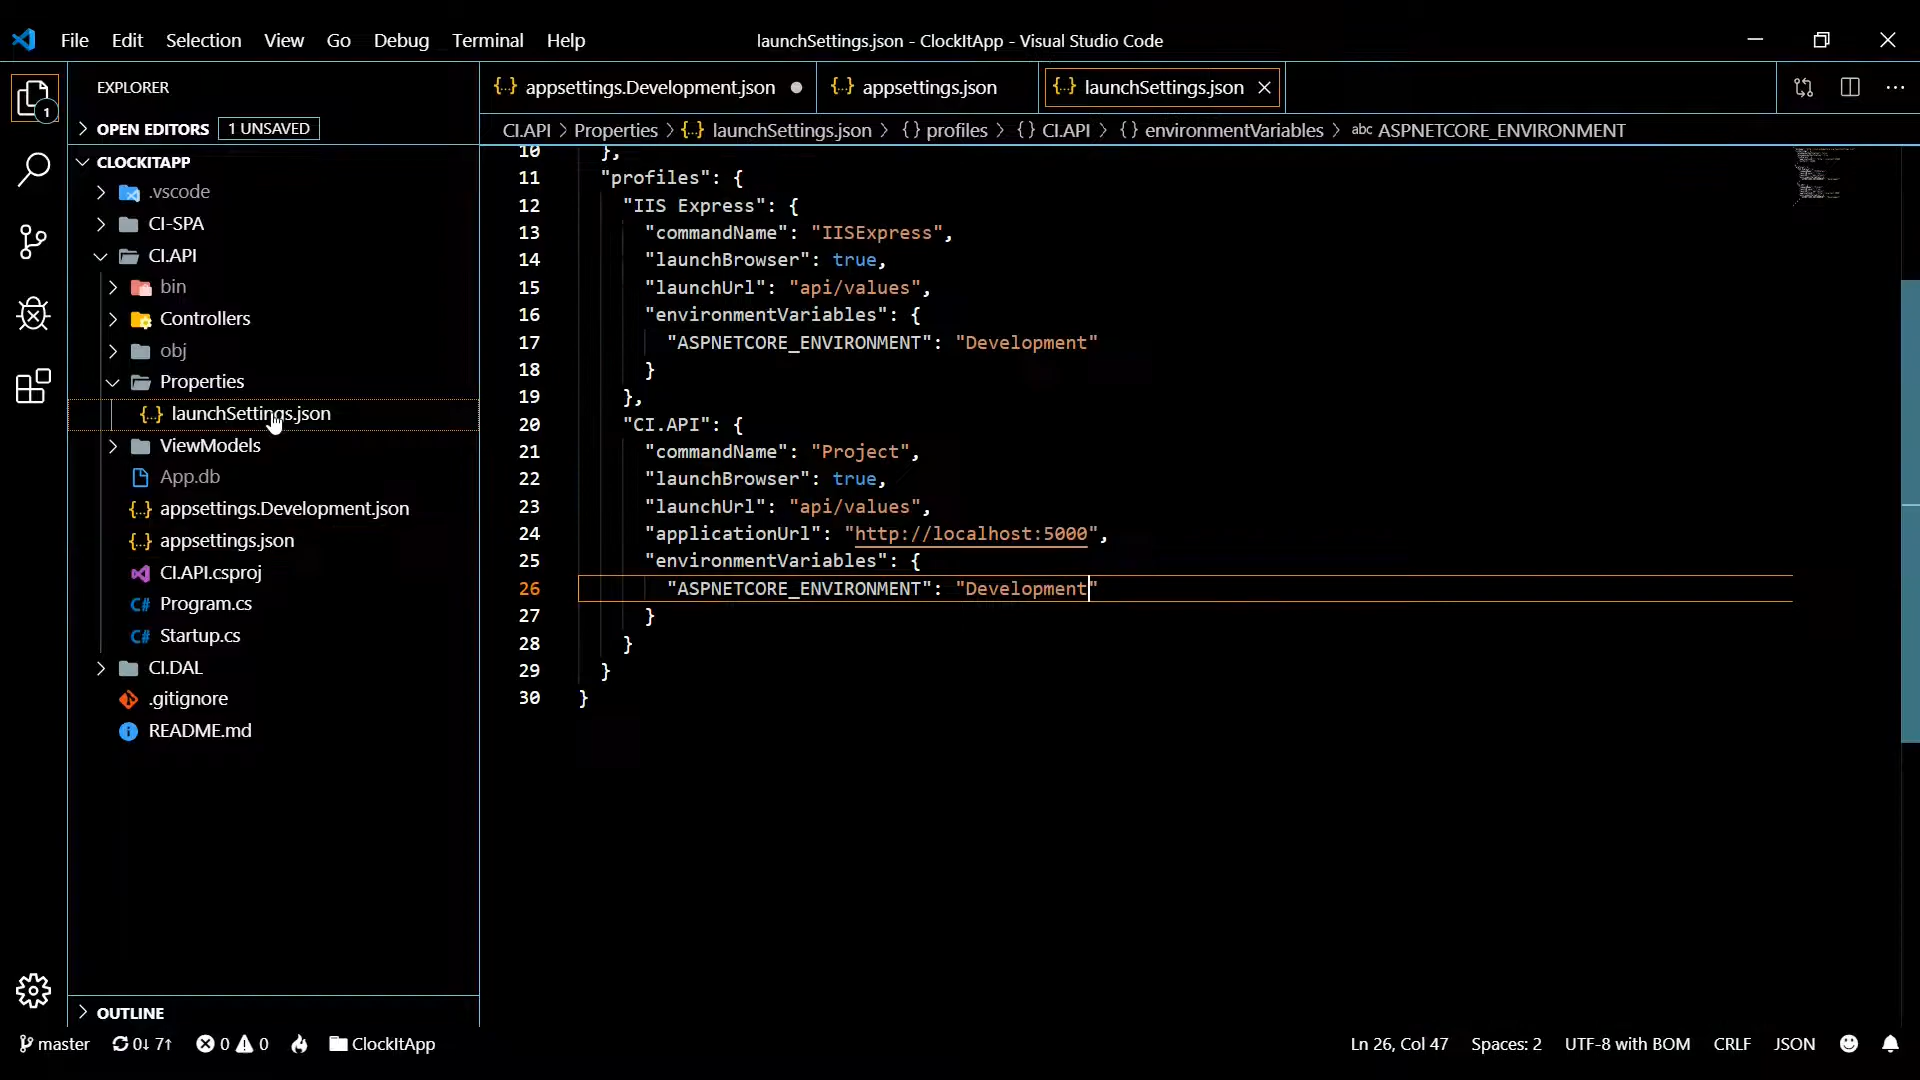 File Edit Selection View Go Debug Terminal Help
launchSettings.json - ClockItApp - Visual Studio Code
1
EXPLORER
OPEN EDITORS 1 UNSAVED
CLOCKITAPP
.vscode
CI-SPA
CI.API
bin
Controllers
obj
Properties
{..} launchSettings.json
ViewModels
App.db
{..} appsettings.Development.json
{..} appsettings.json
CI.API.csproj
C# Program.cs
C# Startup.cs
CI.DAL
.gitignore
README.md
OUTLINE
{..} appsettings.Development.json
{..} appsettings.json
{..} launchSettings.json
CI.API > Properties > {..} launchSettings.json > {} profiles > {} CI.API > {} environmentVariables > abc ASPNETCORE_ENVIRONMENT
10 },
11 "profiles": {
12 "IIS Express": {
13 "commandName": "IISExpress",
14 "launchBrowser": true,
15 "launchUrl": "api/values",
16 "environmentVariables": {
17 "ASPNETCORE_ENVIRONMENT": "Development"
18 }
19 },
20 "CI.API": {
21 "commandName": "Project",
22 "launchBrowser": true,
23 "launchUrl": "api/values",
24 "applicationUrl": "http://localhost:5000",
25 "environmentVariables": {
26 "ASPNETCORE_ENVIRONMENT": "Development"
27 }
28 }
29 }
30 }
master 0↓ 7↑ 0 0 ClockItApp
Ln 26, Col 47 Spaces: 2 UTF-8 with BOM CRLF JSON